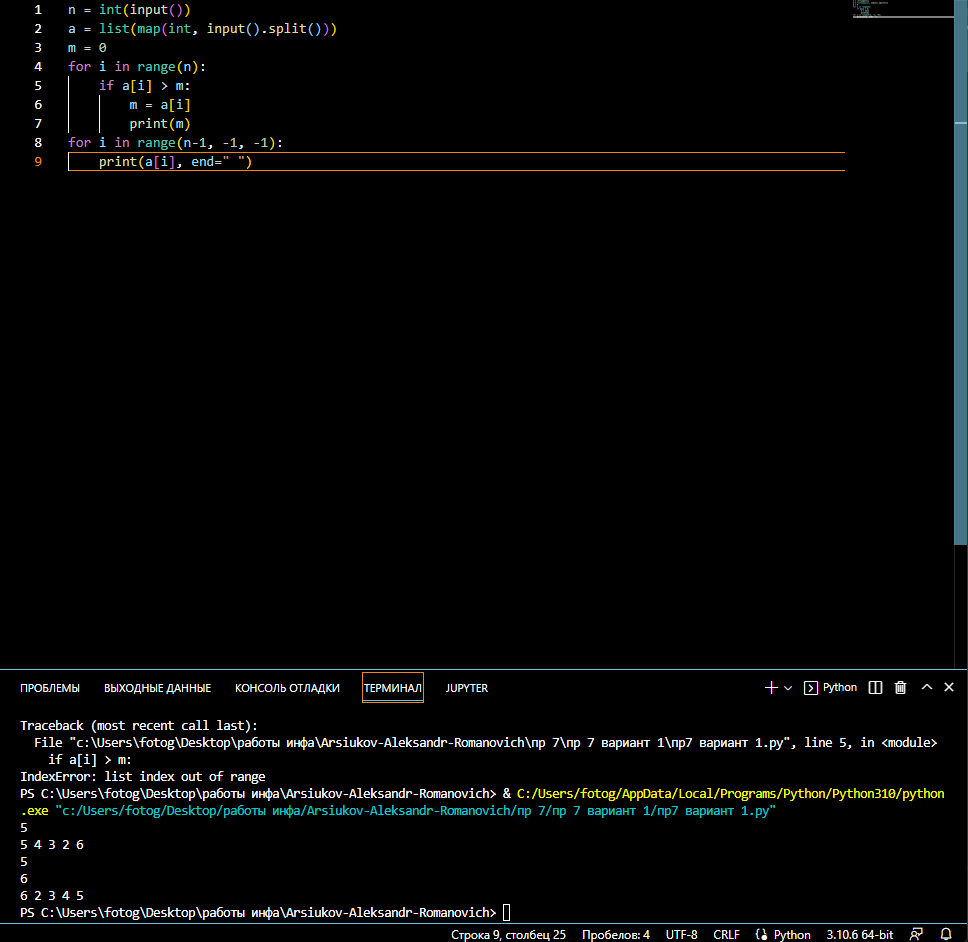 1 n = int(input())
2 a = list(map(int, input().split()))
3 m = 0
4 for i in range(n):
5     if a[i] > m:
6         m = a[i]
7         print(m)
8 for i in range(n-1, -1, -1):
9     print(a[i], end=" ")
ПРОБЛЕМЫ ВЫХОДНЫЕ ДАННЫЕ КОНСОЛЬ ОТЛАДКИ ТЕРМИНАЛ JUPYTER Python
Traceback (most recent call last):
  File "c:\Users\fotog\Desktop\работы инфа\Arsiukov-Aleksandr-Romanovich\пр 7\пр 7 вариант 1\пр7 вариант 1.py", line 5, in <module>
    if a[i] > m:
IndexError: list index out of range
PS C:\Users\fotog\Desktop\работы инфа\Arsiukov-Aleksandr-Romanovich> & C:/Users/fotog/AppData/Local/Programs/Python/Python310/python
.exe "c:/Users/fotog/Desktop/работы инфа/Arsiukov-Aleksandr-Romanovich/пр 7/пр 7 вариант 1/пр7 вариант 1.py"
5
5 4 3 2 6
5
6
6 2 3 4 5
PS C:\Users\fotog\Desktop\работы инфа\Arsiukov-Aleksandr-Romanovich>
Строка 9, столбец 25 Пробелов: 4 UTF-8 CRLF Python 3.10.6 64-bit